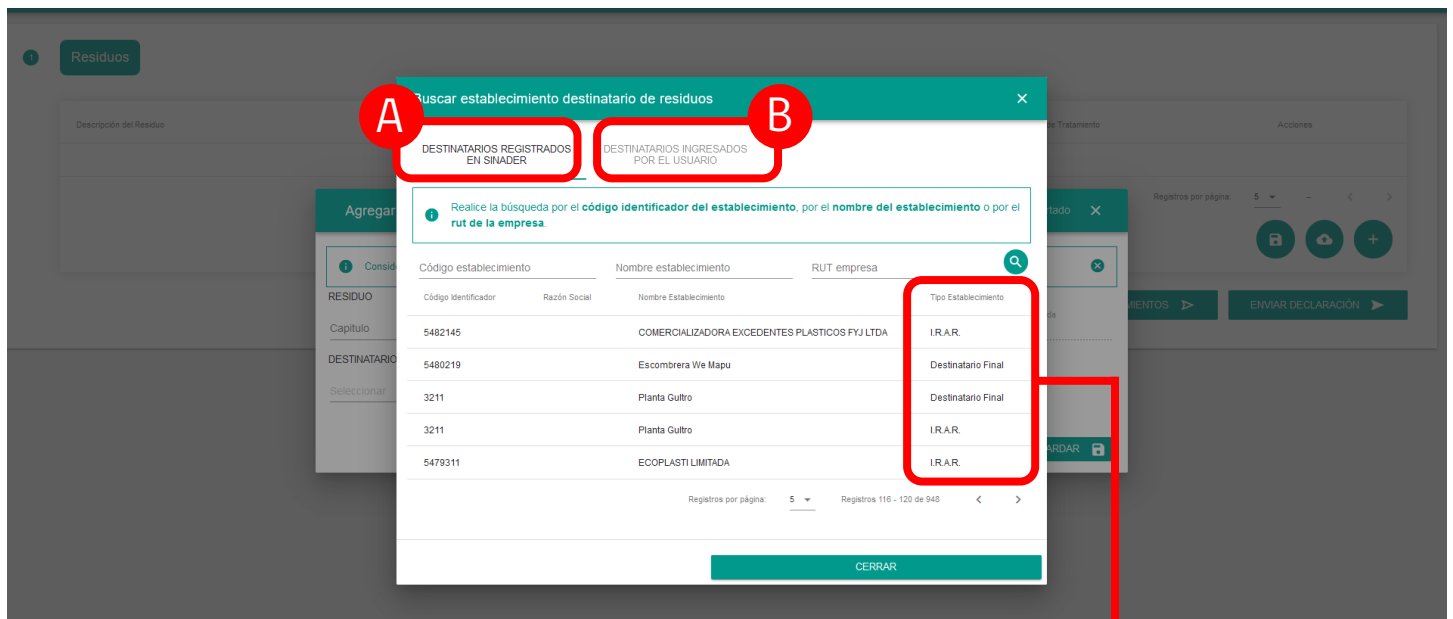 1
Residuos
Descripción del Residuo
de Tratamiento
Acciones
Registros por página:
5
–
Agregar
tado
Consid
RESIDUO
Capítulo
DESTINATARIO
Seleccionar
ARDAR
MIENTOS
ENVIAR DECLARACIÓN
A
B
Buscar establecimiento destinatario de residuos
DESTINATARIOS REGISTRADOS
EN SINADER
DESTINATARIOS INGRESADOS
POR EL USUARIO
Realice la búsqueda por el código identificador del establecimiento, por el nombre del establecimiento o por el
rut de la empresa.
Código establecimiento
Nombre establecimiento
RUT empresa
Código Identificador Razón Social Nombre Establecimiento Tipo Establecimiento
5482145 COMERCIALIZADORA EXCEDENTES PLASTICOS FYJ LTDA I.R.A.R.
5480219 Escombrera We Mapu Destinatario Final
3211 Planta Gultro Destinatario Final
3211 Planta Gultro I.R.A.R.
5479311 ECOPLASTI LIMITADA I.R.A.R.
Registros por página: 5 Registros 116 - 120 de 948
CERRAR